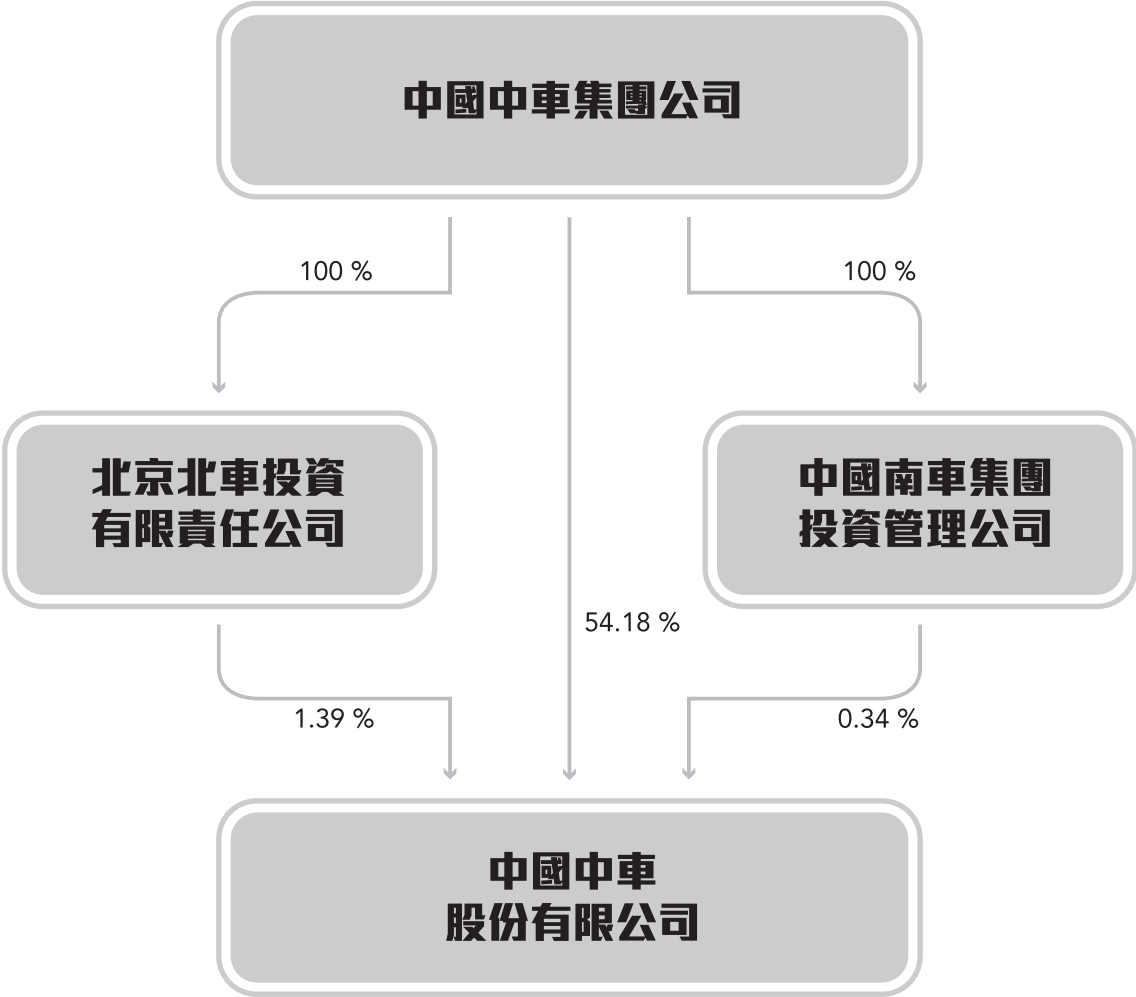 中國中車集團公司
100 %
100 %
北京北車投資
有限責任公司
中國南車集團
投資管理公司
54.18 %
1.39 %
0.34 %
中國中車
股份有限公司